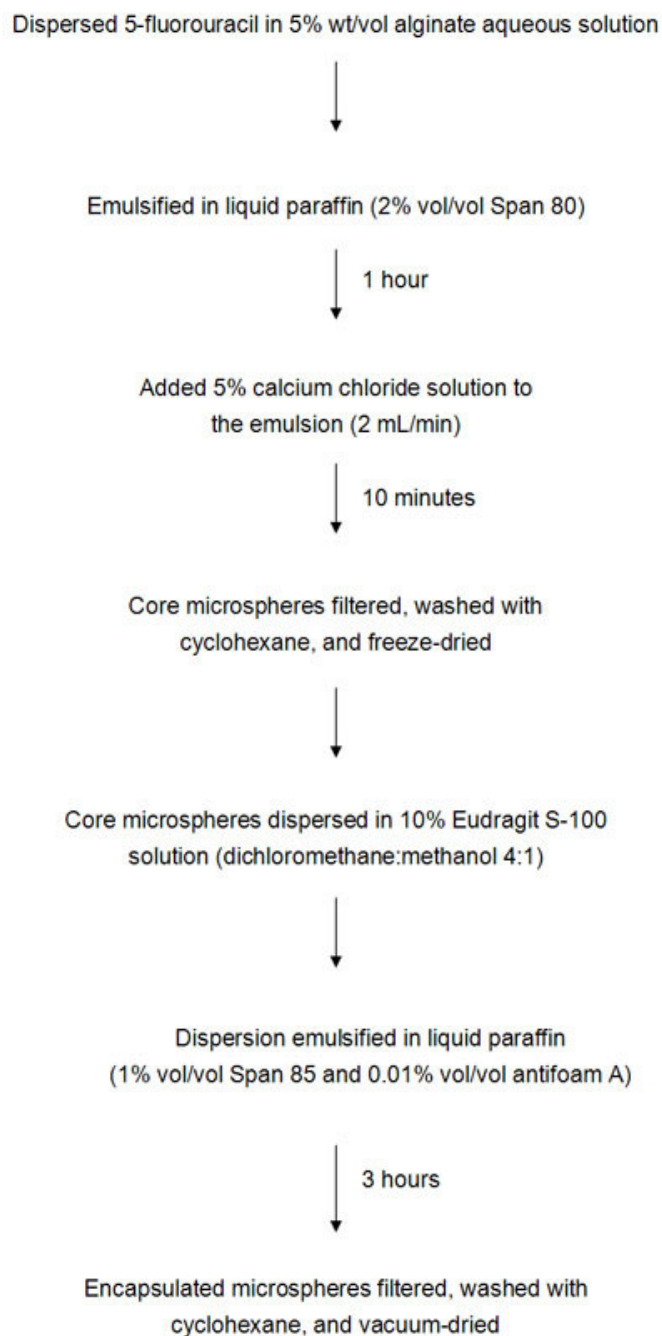 Dispersed 5-fluorouracil in 5% wt/vol alginate aqueous solution
Emulsified in liquid paraffin (2% vol/vol Span 80)
1 hour
Added 5% calcium chloride solution to
the emulsion (2 mL/min)
10 minutes
Core microspheres filtered, washed with
cyclohexane, and freeze-dried
Core microspheres dispersed in 10% Eudragit S-100
solution (dichloromethane:methanol 4:1)
Dispersion emulsified in liquid paraffin
(1% vol/vol Span 85 and 0.01% vol/vol antifoam A)
3 hours
Encapsulated microspheres filtered, washed with
cyclohexane, and vacuum-dried